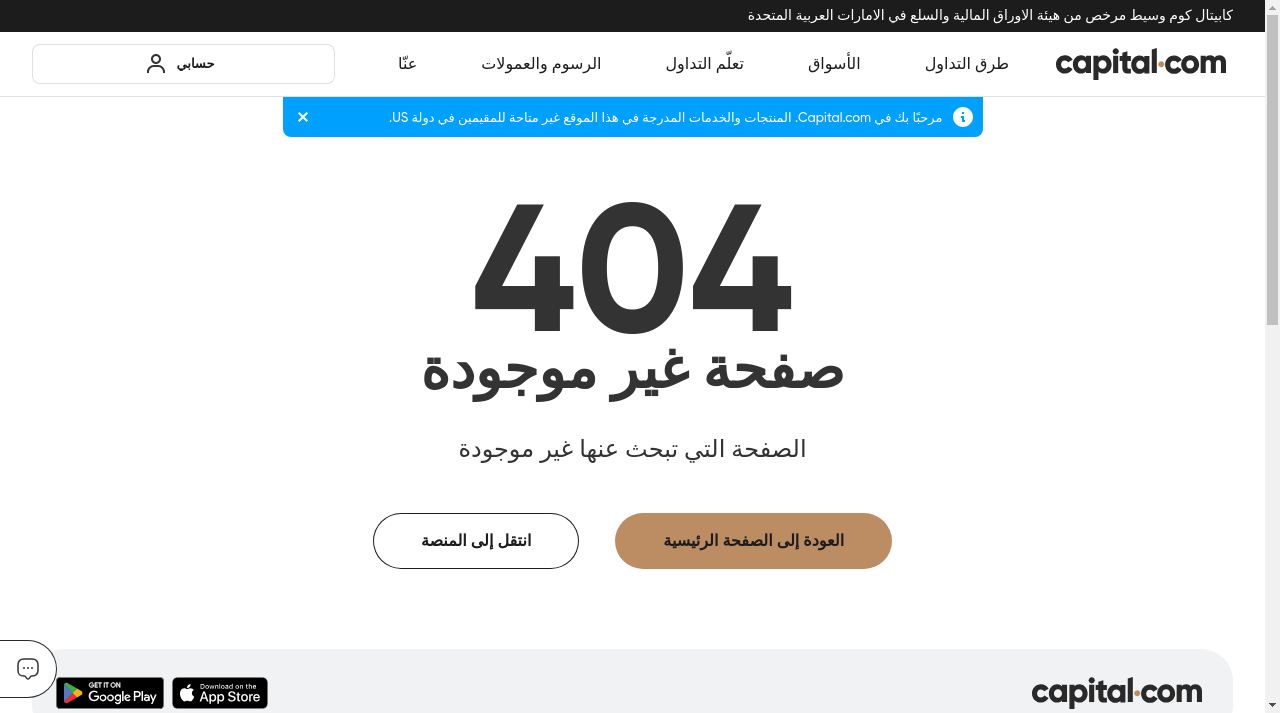 كابيتال كوم وسيط مرخص من هيئة الاوراق المالية والسلع في الامارات العربية المتحدة
capital.com
طرق التداول
الأسواق
تعلّم التداول
الرسوم والعمولات
عنّا
حسابي
مرحبًا بك في Capital.com. المنتجات والخدمات المدرجة في هذا الموقع غير متاحة للمقيمين في دولة US.
404
صفحة غير موجودة
الصفحة التي تبحث عنها غير موجودة
العودة إلى الصفحة الرئيسية
انتقل إلى المنصة
capital.com
Download on the
App Store
GET IT ON
Google Play